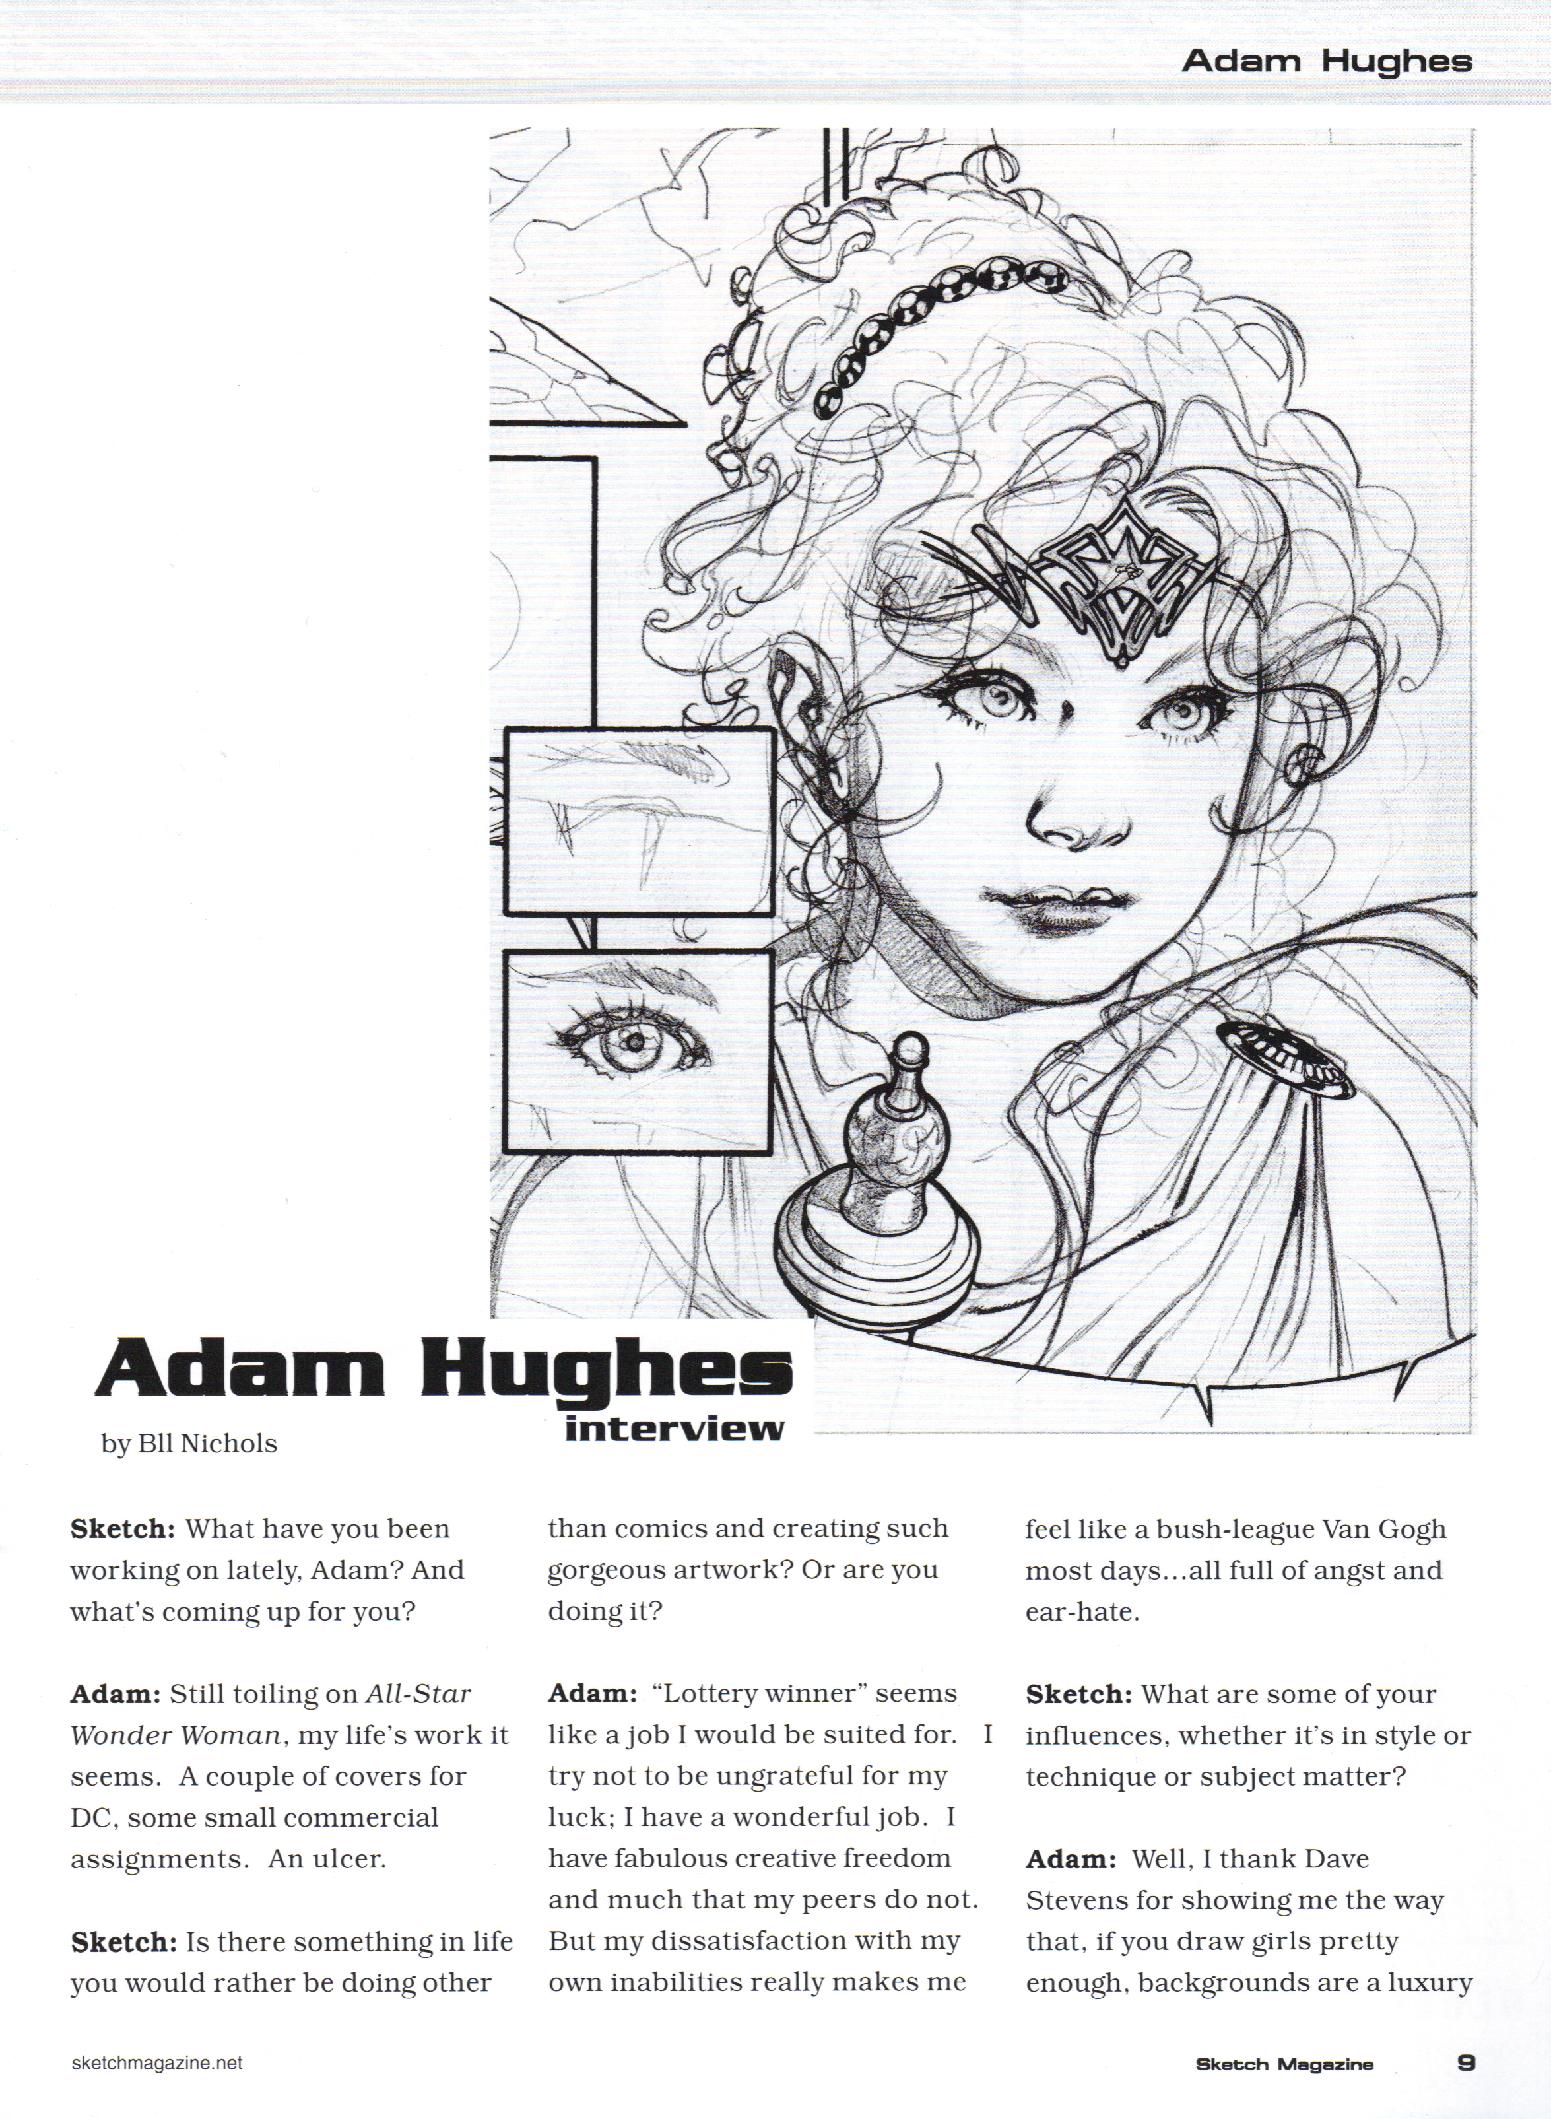 Adam Hughes
Adam Hughes
interview
by Bll Nichols
Sketch: What have you been
working on lately, Adam? And
what's coming up for you?
Adam: Still toiling on All-Star
Wonder Woman, my life's work it
seems.  A couple of covers for
DC, some small commercial
assignments.  An ulcer.
Sketch: Is there something in life
you would rather be doing other
than comics and creating such
gorgeous artwork? Or are you
doing it?
Adam:  “Lottery winner” seems
like a job I would be suited for.   I
try not to be ungrateful for my
luck; I have a wonderful job.  I
have fabulous creative freedom
and much that my peers do not.
But my dissatisfaction with my
own inabilities really makes me
feel like a bush-league Van Gogh
most days...all full of angst and
ear-hate.
Sketch: What are some of your
influences, whether it's in style or
technique or subject matter?
Adam:  Well, I thank Dave
Stevens for showing me the way
that, if you draw girls pretty
enough, backgrounds are a luxury
sketchmagazine.net
Sketch Magazine
9